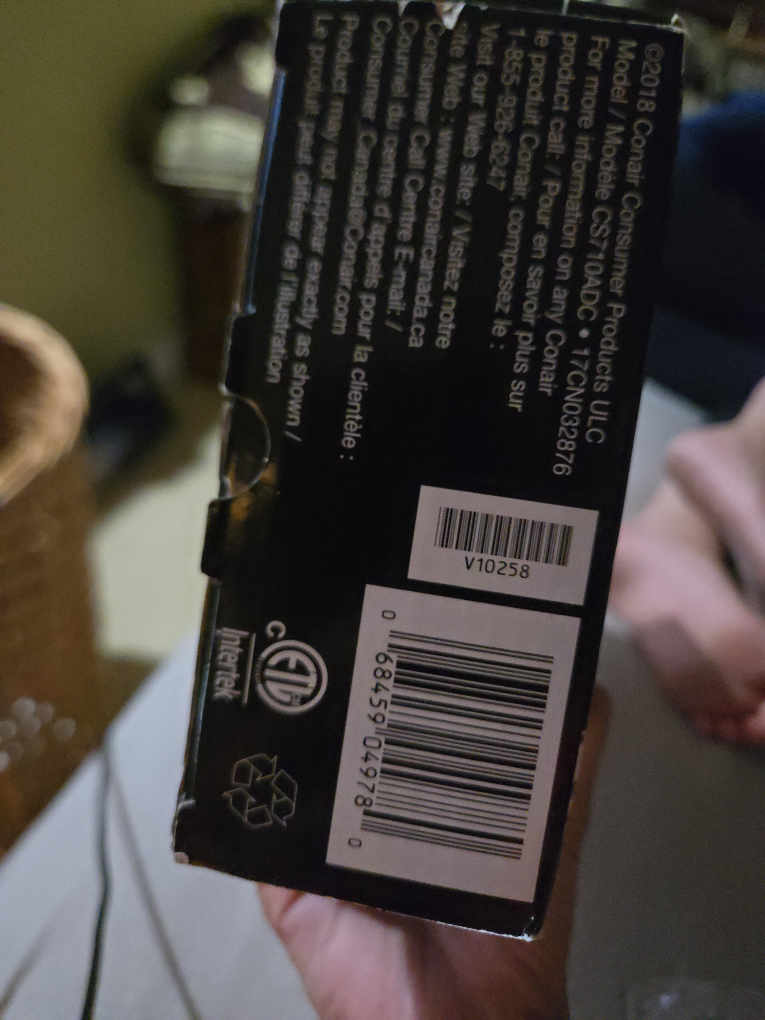 ©2018 Conair Consumer Products ULC
Model / Modèle CS710ADC • 17CN032876
For more information on any Conair
product call: / Pour en savoir plus sur
le produit Conair, composez le :
1-855-926-6247
Visit our Web site: / Visitez notre
site Web : www.conaircanada.ca
Consumer Call Centre E-mail: /
Courriel du centre d'appels pour la clientèle :
Consumer_Canada@Conair.com
Product may not appear exactly as shown /
Le produit peut différer de l'illustration
V10258
0 68459 04978 0
C ETL
Intertek